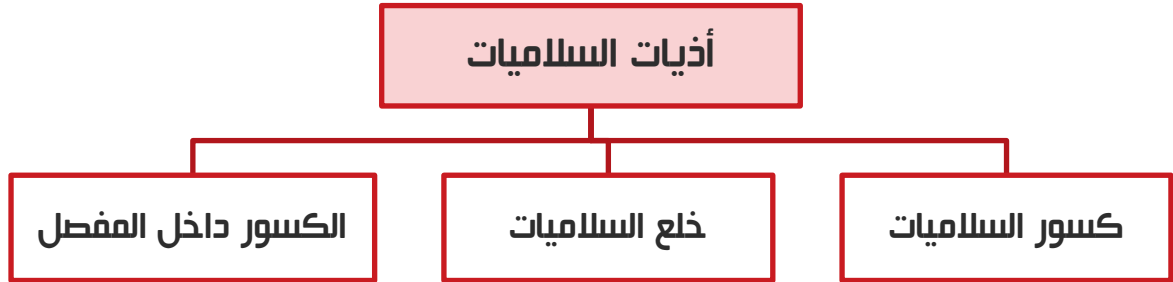 أذيات السلاميات
كسور السلاميات
خلع السلاميات
الكسور داخل المفصل